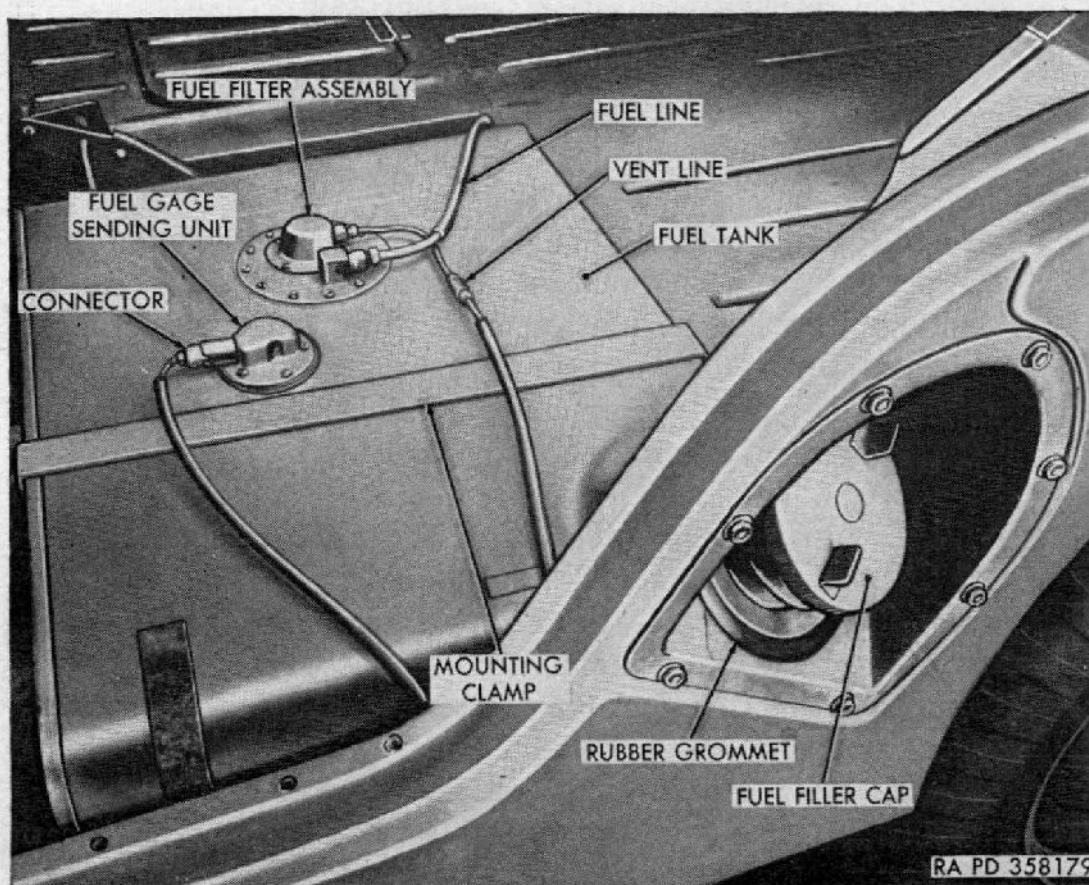 FUEL FILTER ASSEMBLY
FUEL LINE
VENT LINE
FUEL GAGE
SENDING UNIT
FUEL TANK
CONNECTOR
MOUNTING
CLAMP
RUBBER GROMMET
FUEL FILLER CAP
RA PD 358179